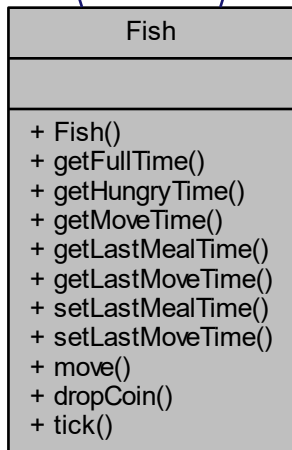 Fish
+ Fish()
+ getFullTime()
+ getHungryTime()
+ getMoveTime()
+ getLastMealTime()
+ getLastMoveTime()
+ setLastMealTime()
+ setLastMoveTime()
+ move()
+ dropCoin()
+ tick()